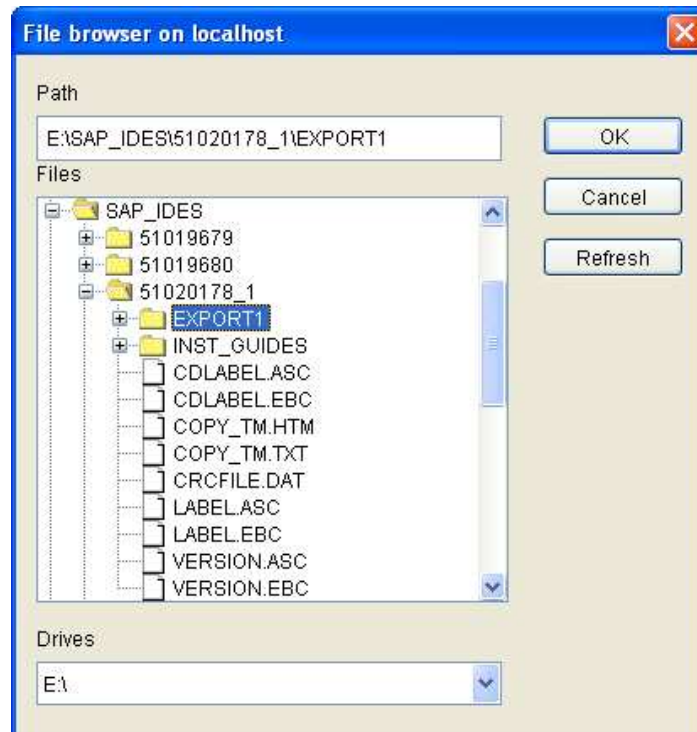 File browser on localhost
Path
E:\SAP_IDES\51020178_1\EXPORT1
OK
Files
Cancel
SAP_IDES
51019679
Refresh
51019680
51020178_1
EXPORT1
INST_GUIDES
CDLABEL.ASC
CDLABEL.EBC
COPY_TM.HTM
COPY_TM.TXT
CRCFILE.DAT
LABEL.ASC
LABEL.EBC
VERSION.ASC
VERSION.EBC
Drives
E:\